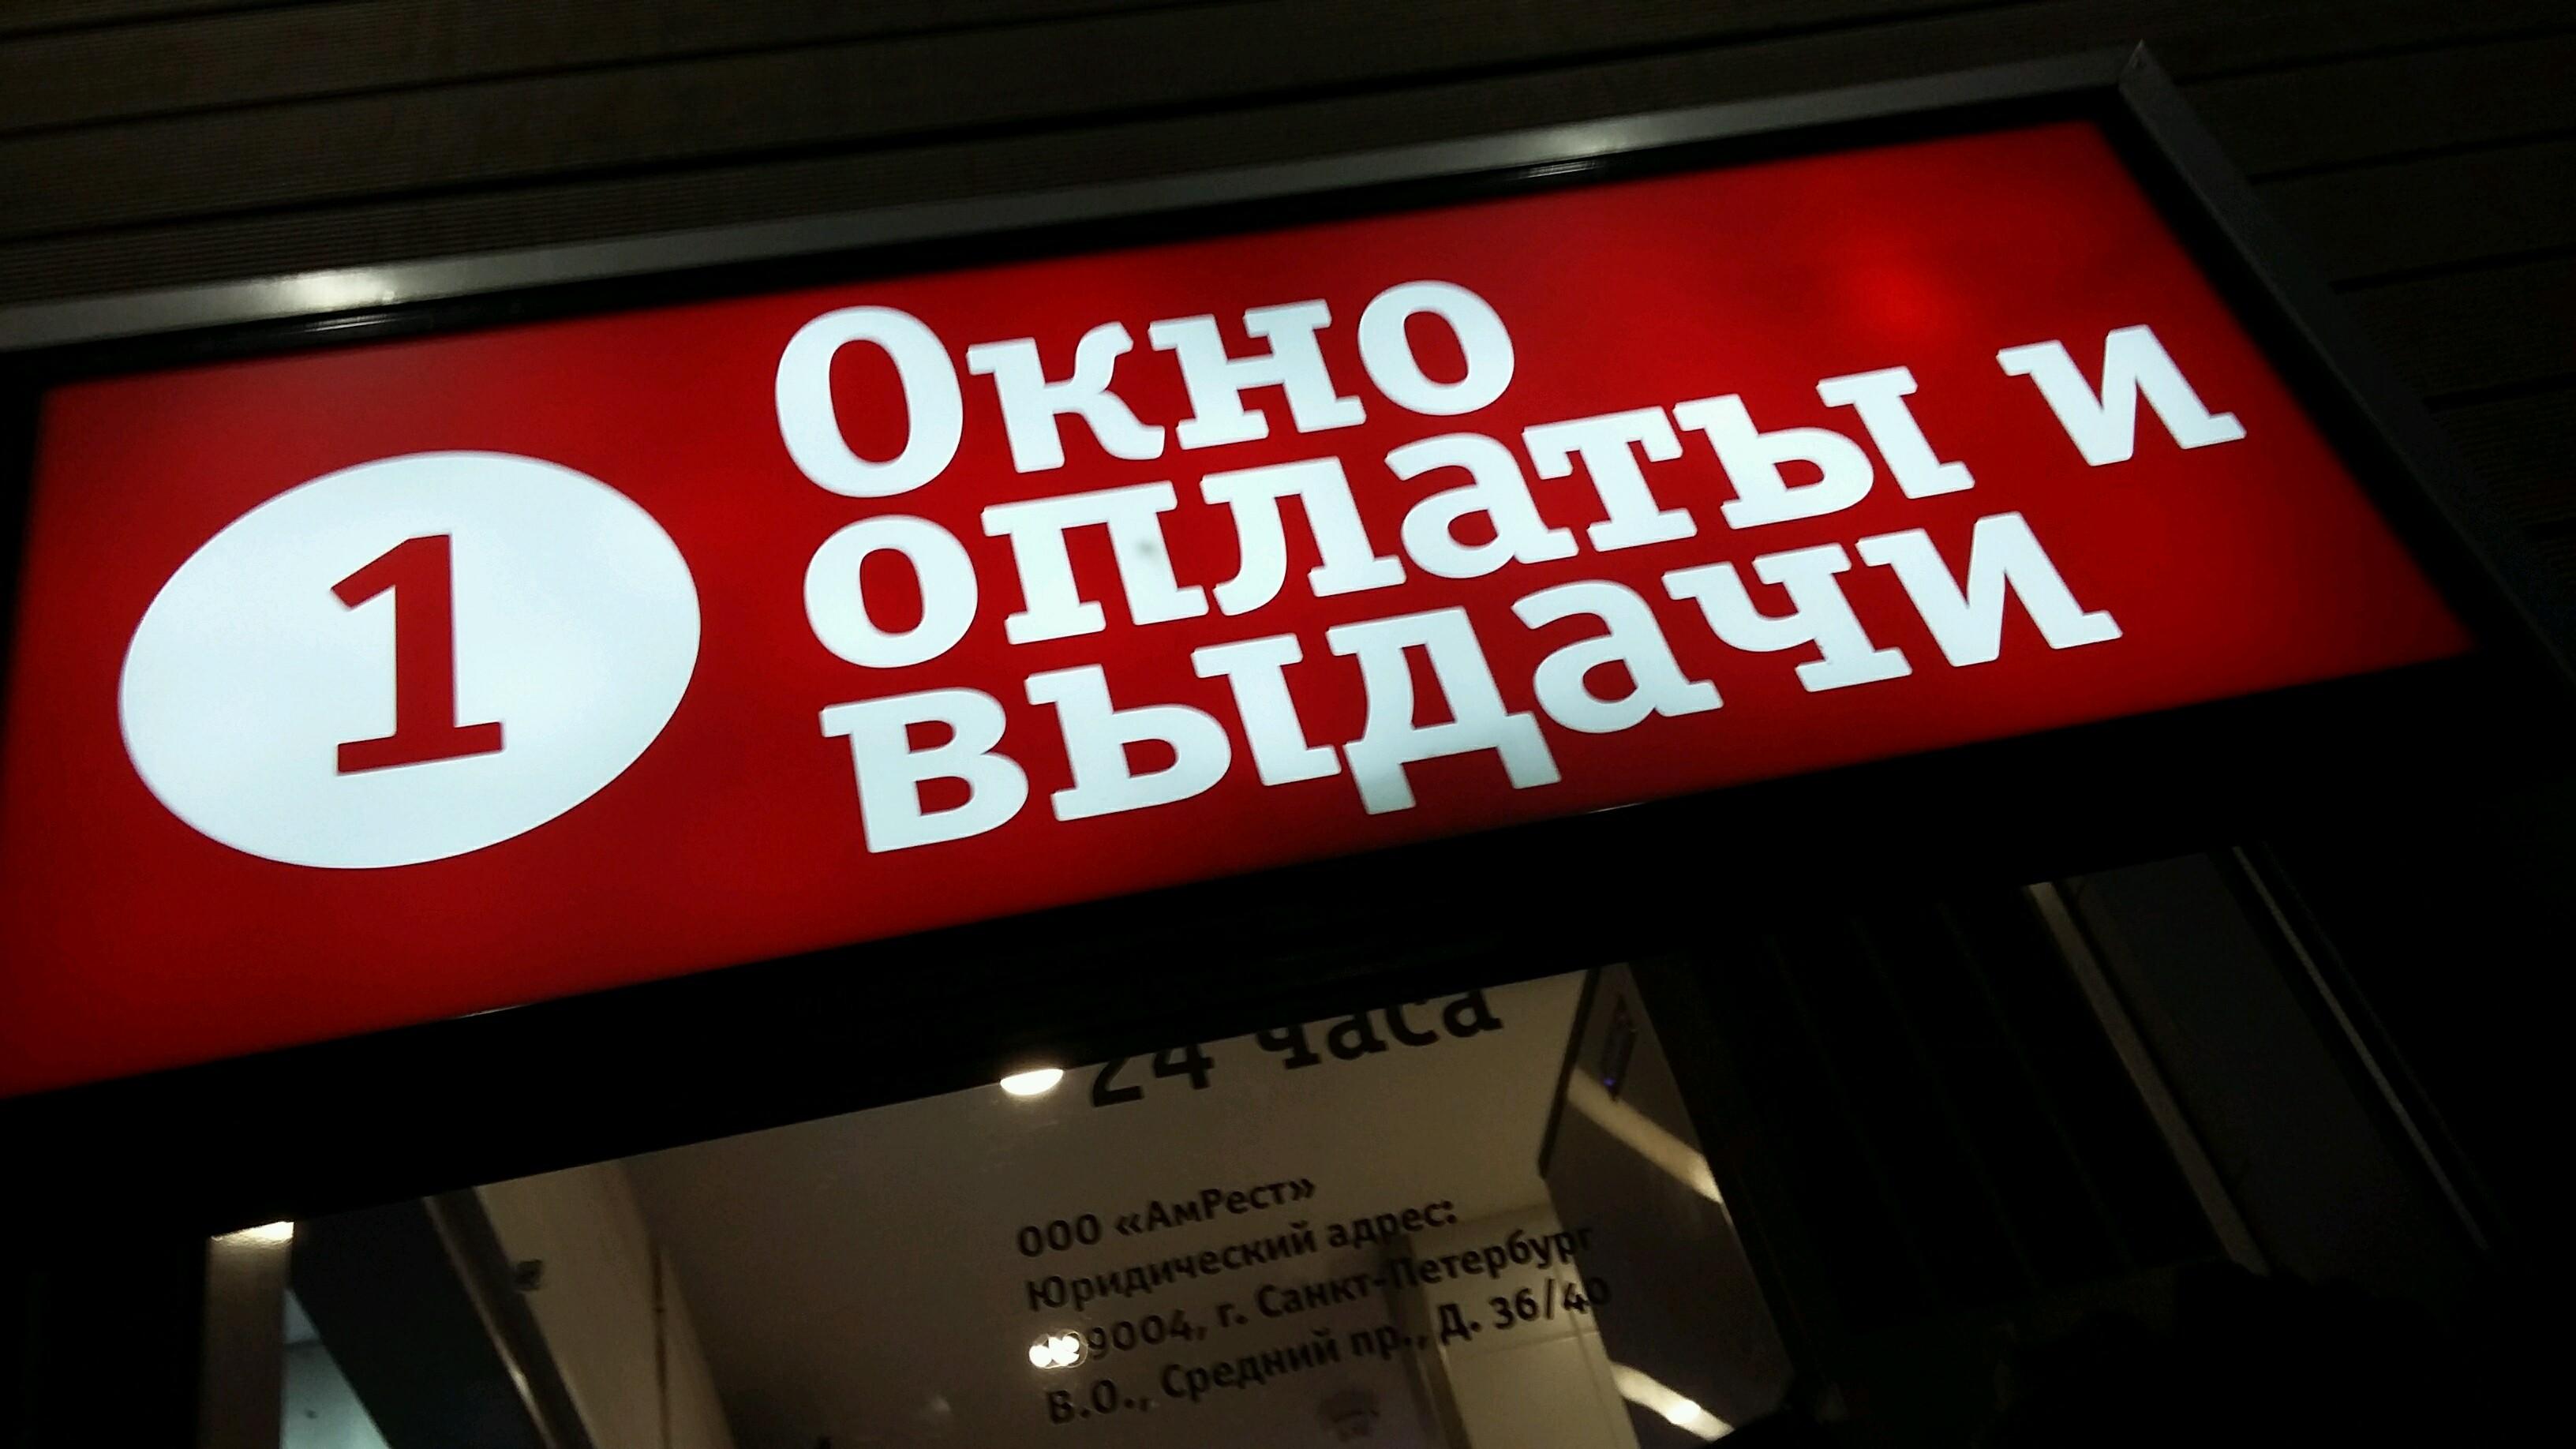 1
Окно
оплаты и
выдачи
24 часа
ООО «АмРест»
Юридический адрес:
г. Санкт-Петербург
В.О., Средний пр., Д. 36/40